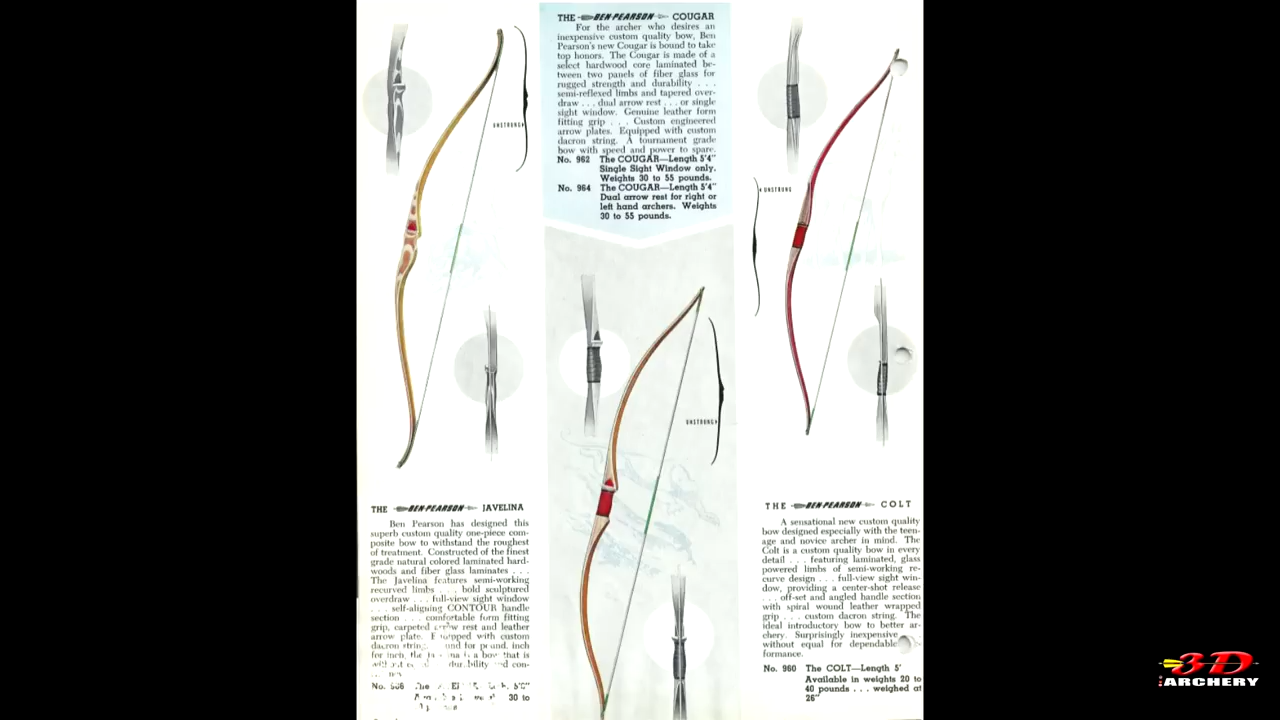 THE BEN PEARSON COUGAR
For the archer who desires an
inexpensive custom quality bow, Ben
Pearson's new Cougar is bound to take
top honors. The Cougar is made of a
select hardwood core laminated be-
tween two panels of fiber glass for
rugged strength and durability . . .
semi-reflexed limbs and tapered over-
draw . . . dual arrow rest . . . or single
sight window. Genuine leather form
fitting grip . . . Custom engineered
arrow plates. Equipped with custom
dacron string. A tournament grade
bow with speed and power to spare.
No. 962 The COUGAR—Length 5'4"
Single Sight Window only.
Weights 30 to 55 pounds.
No. 964 The COUGAR—Length 5'4"
Dual arrow rest for right or
left hand archers. Weights
30 to 55 pounds.
UNSTRUNG
UNSTRUNG
UNSTRUNG
THE BEN PEARSON JAVELINA
Ben Pearson has designed this
superb custom quality one-piece com-
posite bow to withstand the roughest
of treatment. Constructed of the finest
grade natural colored laminated hard-
woods and fiber glass laminates . . .
The Javelina features semi-working
recurved limbs . . . bold sculptured
overdraw . . . full-view sight window
. . . self-aligning CONTOUR handle
section . . . comfortable form fitting
grip, carpeted rest and leather
arrow plate. with custom
dacron string. inch
for inch, the is a bow that is
con-
No.
30 to
THE BEN PEARSON COLT
A sensational new custom quality
bow designed especially with the teen-
age and novice archer in mind. The
Colt is a custom quality bow in every
detail . . . featuring laminated, glass
powered limbs of semi-working re-
curve design . . . full-view sight win-
dow, providing a center-shot release
. . . off-set and angled handle section
with spiral wound leather wrapped
grip . . . custom dacron string. The
ideal introductory bow to better ar-
chery. Surprisingly inexpensive
without equal for dependable
formance.
No. 960 The COLT—Length 5'
Available in weights 20 to
40 pounds . . . weighed at
26"
3-D
ARCHERY